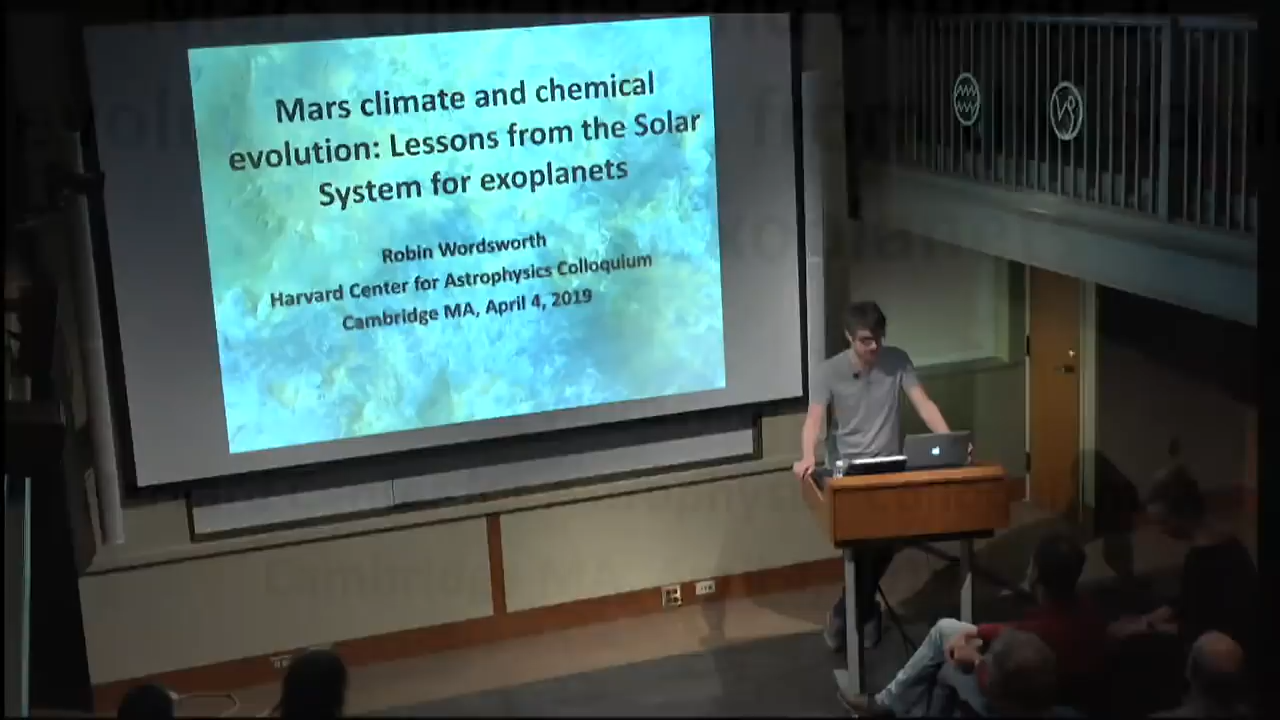 Mars climate and chemical
evolution: Lessons from the Solar
System for exoplanets
Robin Wordsworth
Harvard Center for Astrophysics Colloquium
Cambridge MA, April 4, 2019